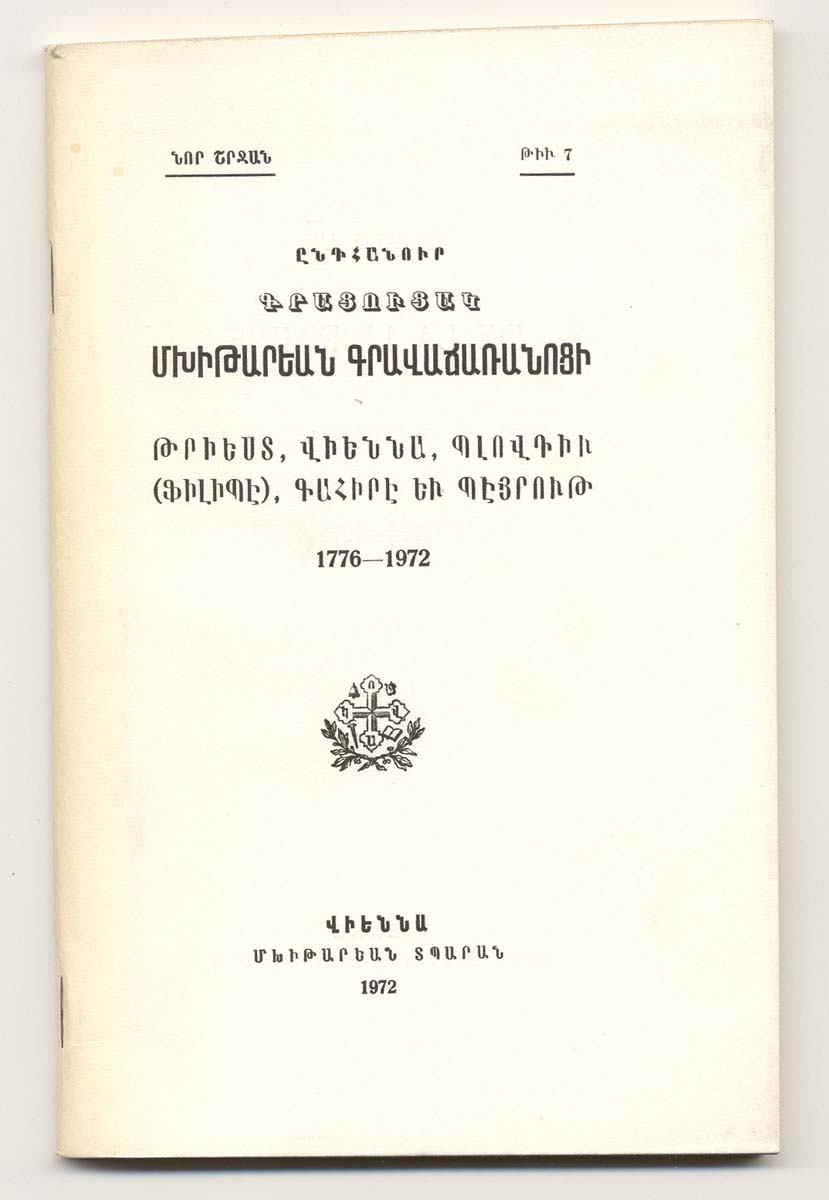 ՆՈՐ ՇՐՋԱՆ
ԹԻՒ 7
ԸՆԴՀԱՆՈՒՐ
ԳՐԱՑՈՒՑԱԿ
ՄԽԻԹԱՐԵԱՆ ԳՐԱՎԱՃԱՌԱՆՈՑԻ
ԹՐԻԵՍՏ, ՎԻԵՆՆԱ, ՊԼՈՎԴԻՒ
(ՖԻԼԻՊԷ), ԳԱՀԻՐԷ ԵՒ ՊԷՅՐՈՒԹ
1776—1972
Ո
Ե Վ
Ա
ՎԻԵՆՆԱ
ՄԽԻԹԱՐԵԱՆ ՏՊԱՐԱՆ
1972